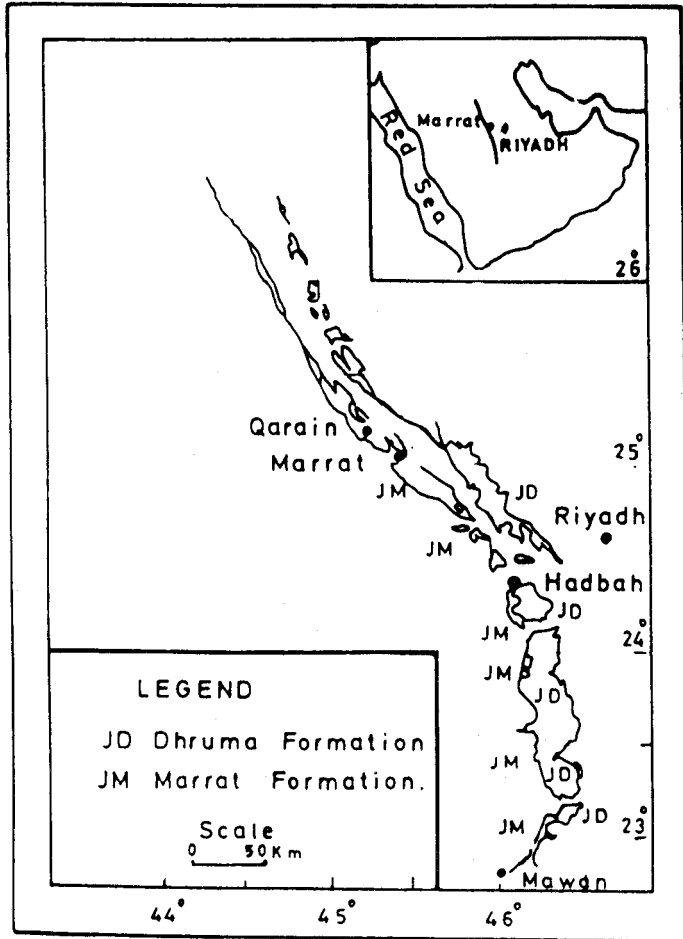 Red Sea
Marrat
RIYADH
26°
Qarain
Marrat
25°
JM
JD
Riyadh
JM
Hadbah
JD
JM
24°
JM
JD
JM
JD
JD
23°
JM
Mawan
LEGEND
JD Dhruma Formation
JM Marrat Formation.
Scale
0 50Km
44° 45° 46°